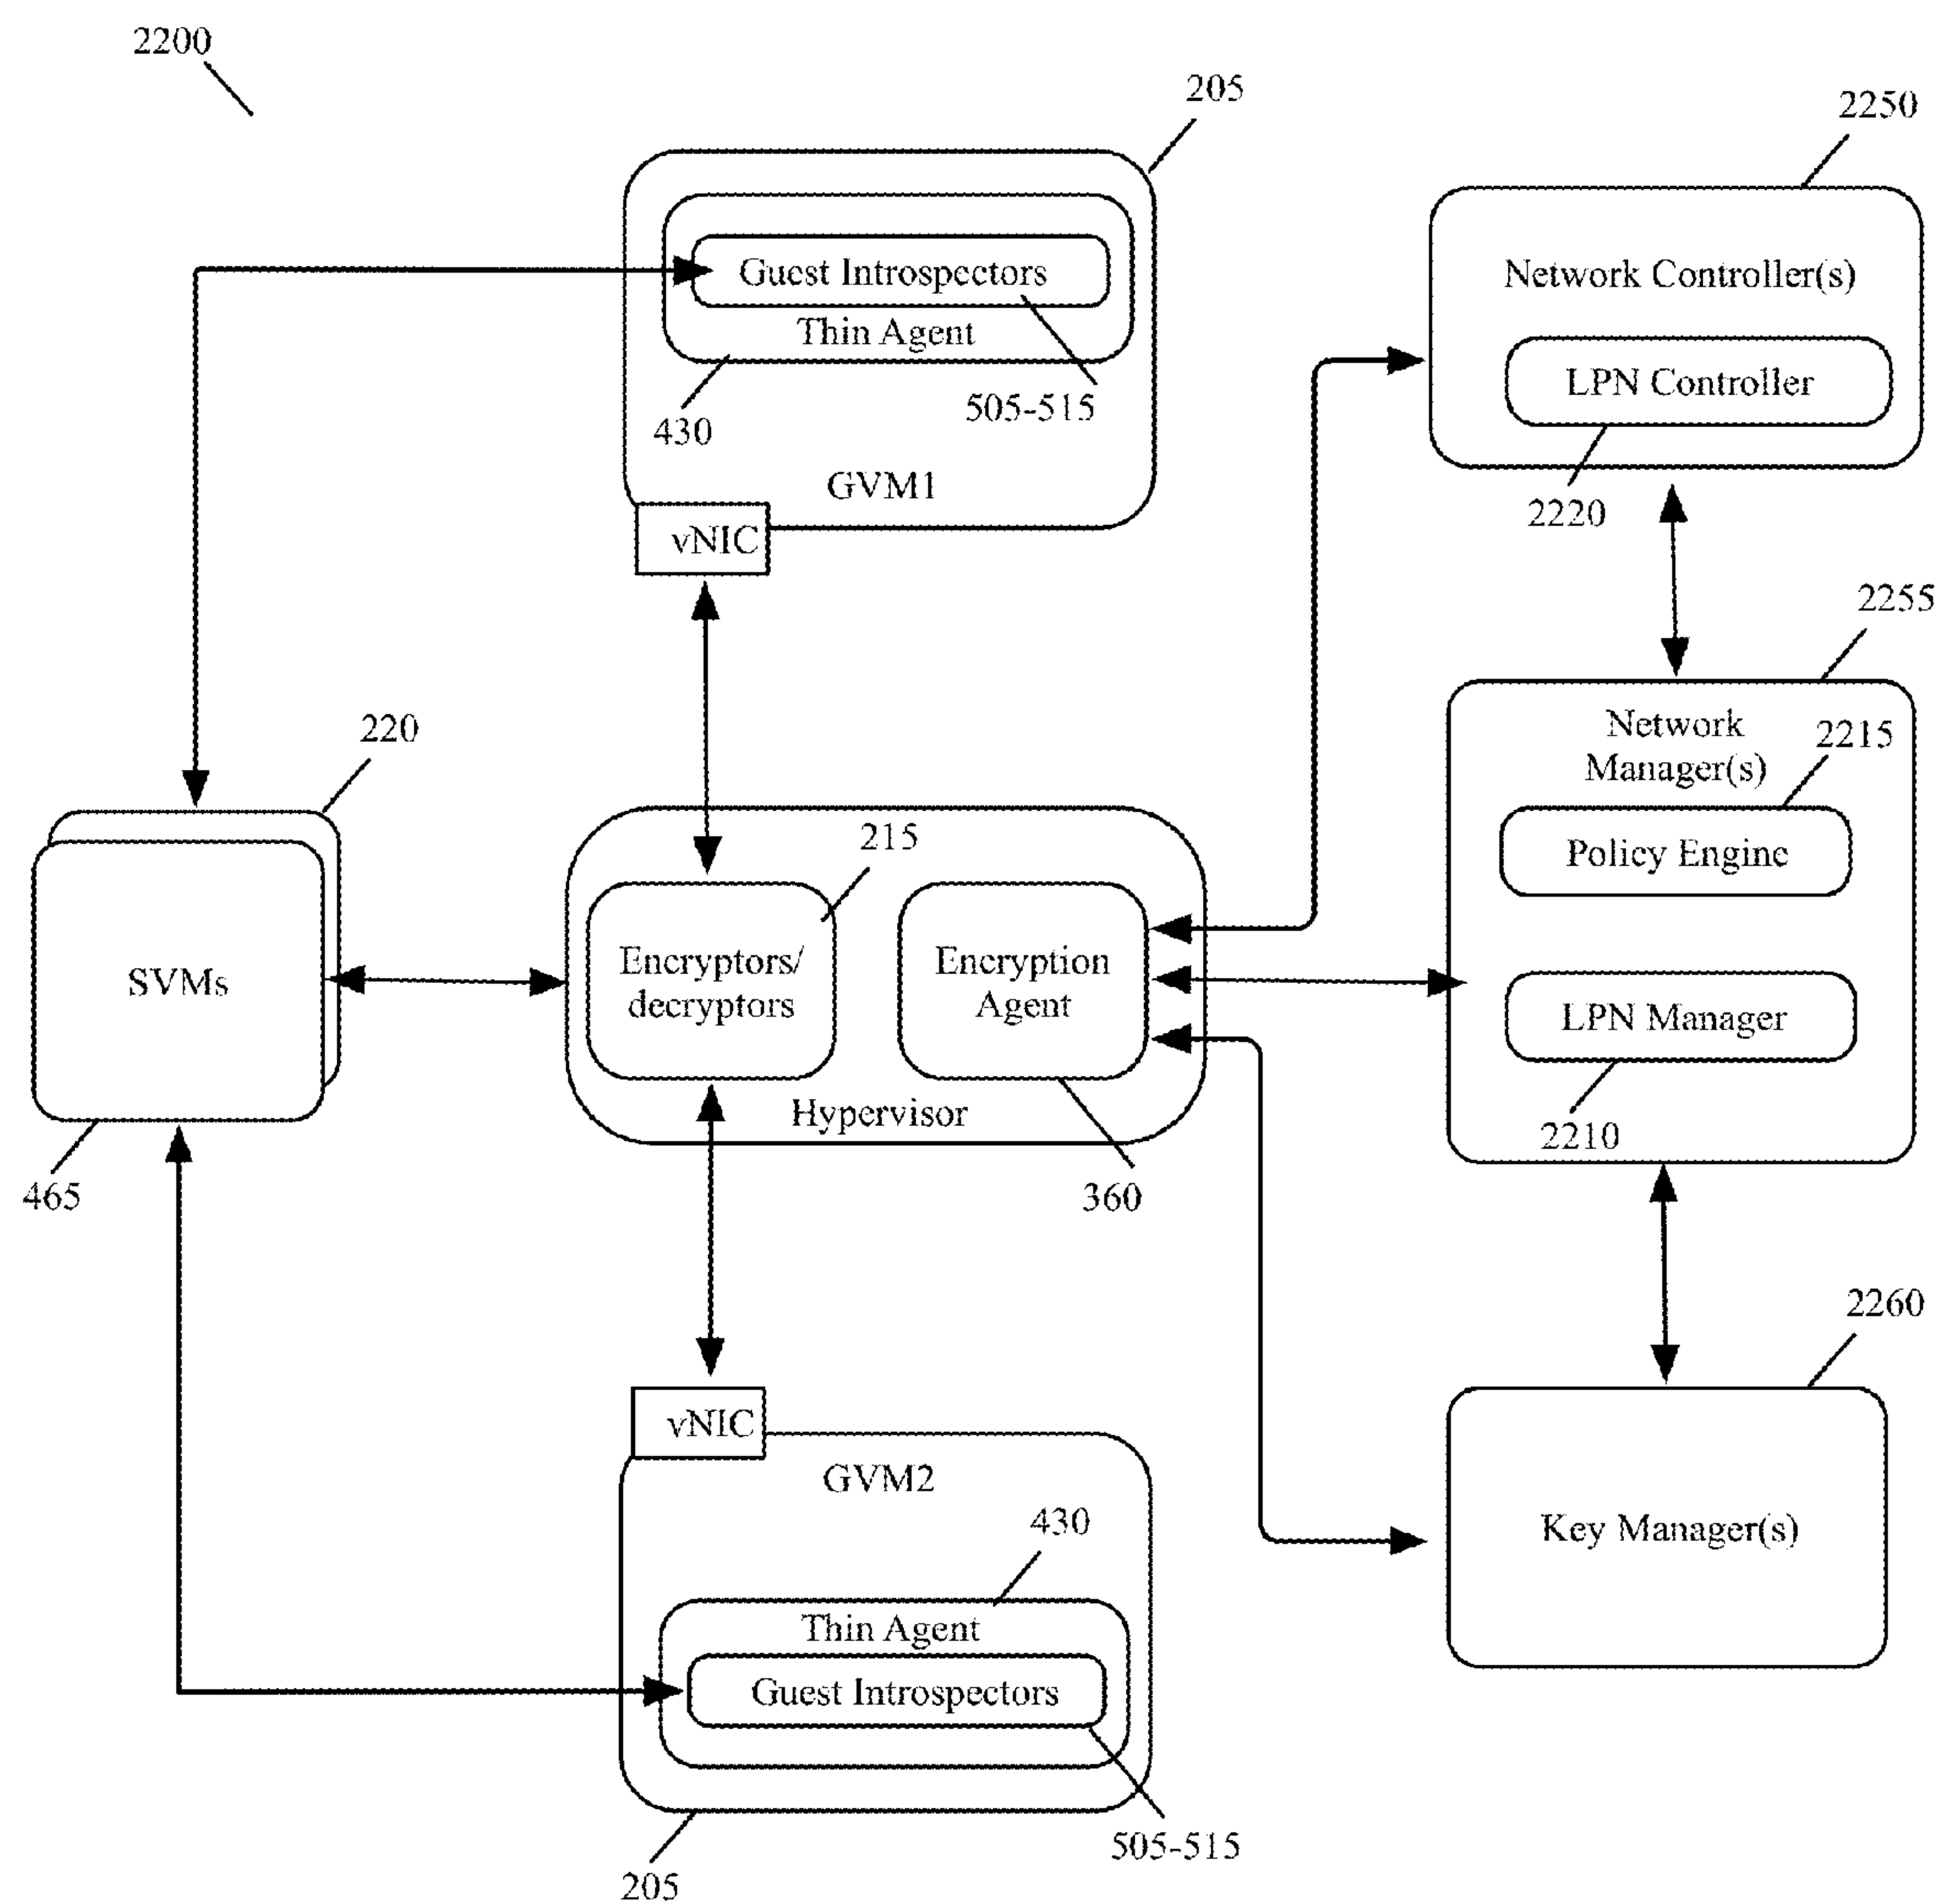 2200
205
2250
Guest Introspectors
Thin Agent
430
505-515
GVM1
vNIC
Network Controller(s)
LPN Controller
2220
2255
Network
Manager(s)
2215
Policy Engine
LPN Manager
2210
220
SVMs
465
215
Encryptors/
decryptors
Encryption
Agent
Hypervisor
360
2260
Key Manager(s)
vNIC
GVM2
430
Thin Agent
Guest Introspectors
505-515
205